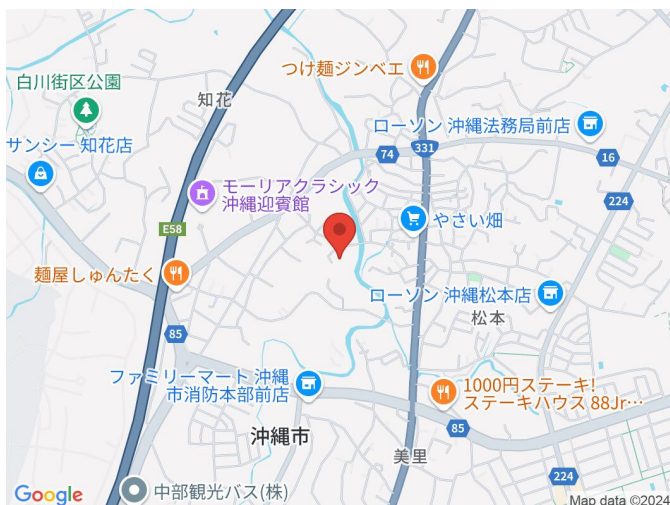 つけ麺ジンベエ
白川街区公園
知花
ローソン 沖縄法務局前店
サンシー 知花店
74
331
16
モーリアクラシック
沖縄迎賓館
224
E58
やさい畑
麺屋しゅんたく
ローソン 沖縄松本店
松本
85
ファミリーマート 沖縄
市消防本部前店
1000円ステーキ!
ステーキハウス 88Jr…
沖縄市
85
美里
224
Google
中部観光バス(株)
Map data ©2024